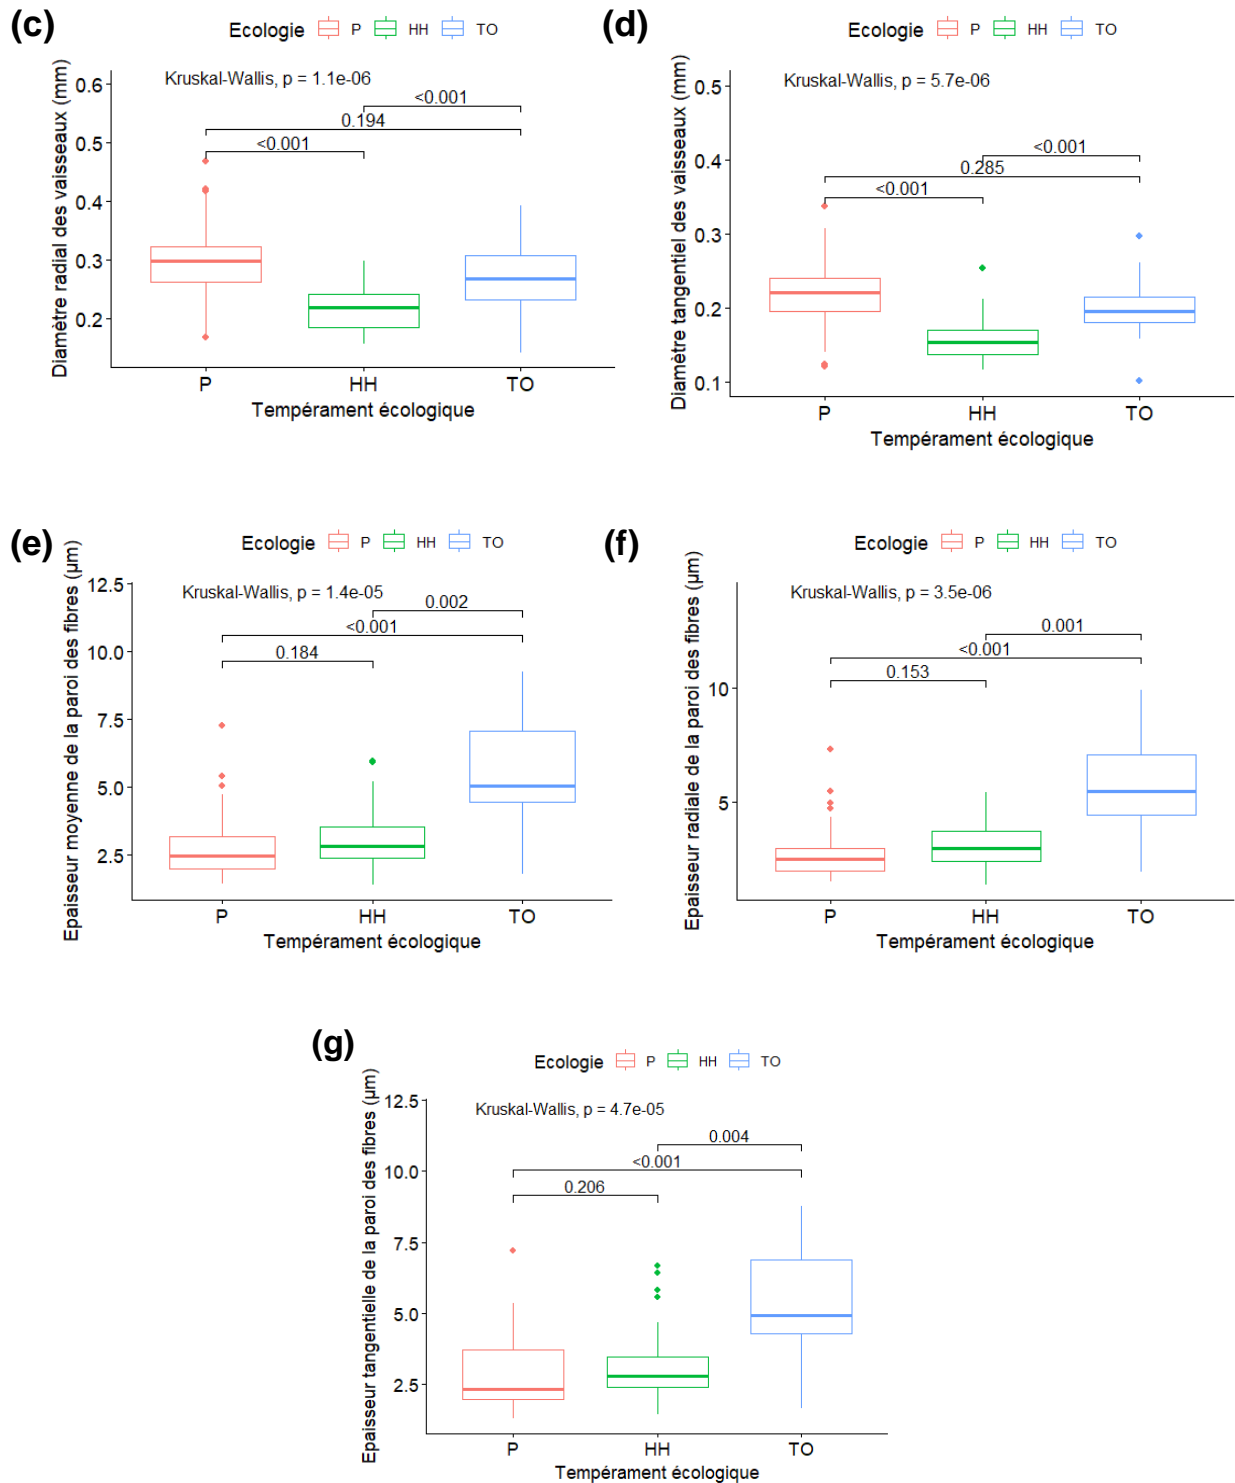 (c)
Ecologie P HH TO
Diamètre radial des vaisseaux (mm)
Kruskal-Wallis, p = 1.1e-06
0.6
0.5
0.4
0.3
0.2
<0.001
0.194
<0.001
P HH TO
Tempérament écologique
(d)
Ecologie P HH TO
Diamètre tangentiel des vaisseaux (mm)
Kruskal-Wallis, p = 5.7e-06
0.5
0.4
0.3
0.2
0.1
<0.001
0.285
<0.001
P HH TO
Tempérament écologique
(e)
Ecologie P HH TO
Epaisseur moyenne de la paroi des fibres (µm)
Kruskal-Wallis, p = 1.4e-05
12.5
10.0
7.5
5.0
2.5
0.002
<0.001
0.184
P HH TO
Tempérament écologique
(f)
Ecologie P HH TO
Epaisseur radiale de la paroi des fibres (µm)
Kruskal-Wallis, p = 3.5e-06
10
5
0.001
<0.001
0.153
P HH TO
Tempérament écologique
(g)
Ecologie P HH TO
Epaisseur tangentielle de la paroi des fibres (µm)
Kruskal-Wallis, p = 4.7e-05
12.5
10.0
7.5
5.0
2.5
0.004
<0.001
0.206
P HH TO
Tempérament écologique